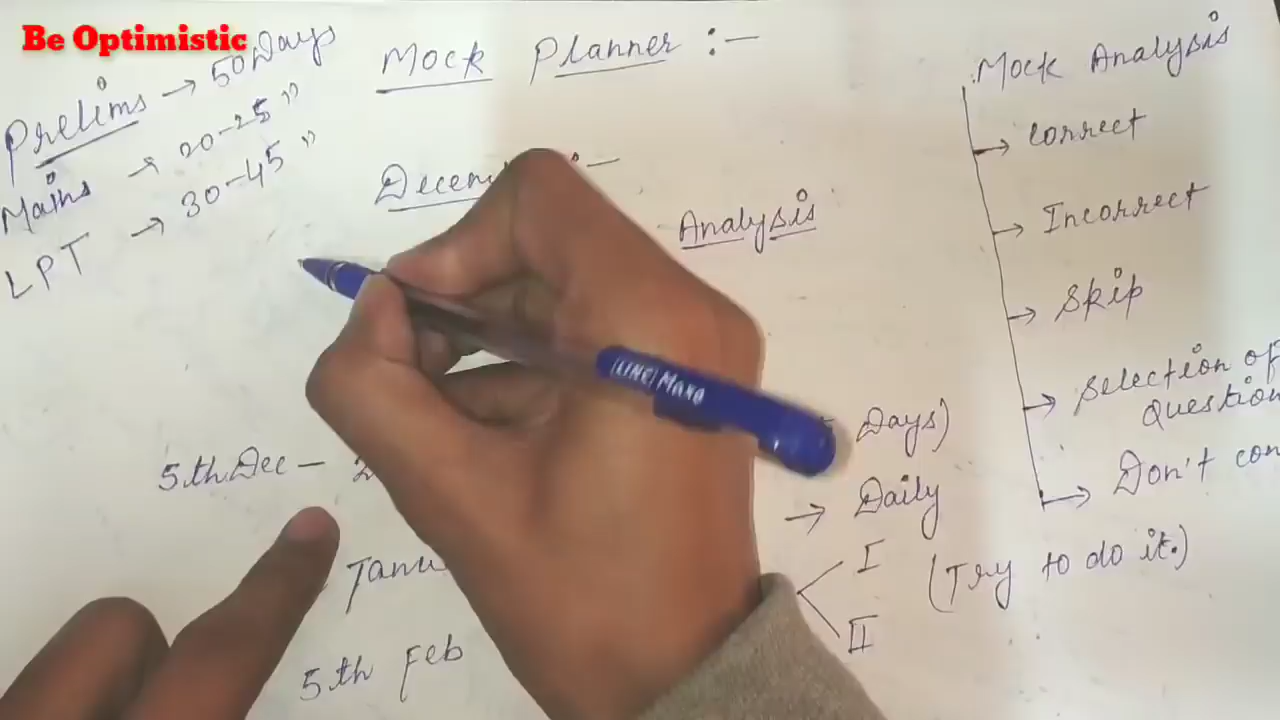 Be Optimistic
Prelims → 50 Days
Mains → 20-25 "
LPT → 30-45 "
Mock Planner :-
:-
Analysis
5th Dec -
Days)
→ Daily
I
II
(Try to do it.)
5th Feb
Mock Analysis
→ correct
→ Incorrect
→ Skip
→ Selection of
Question
→ Don't
LINC Maxo